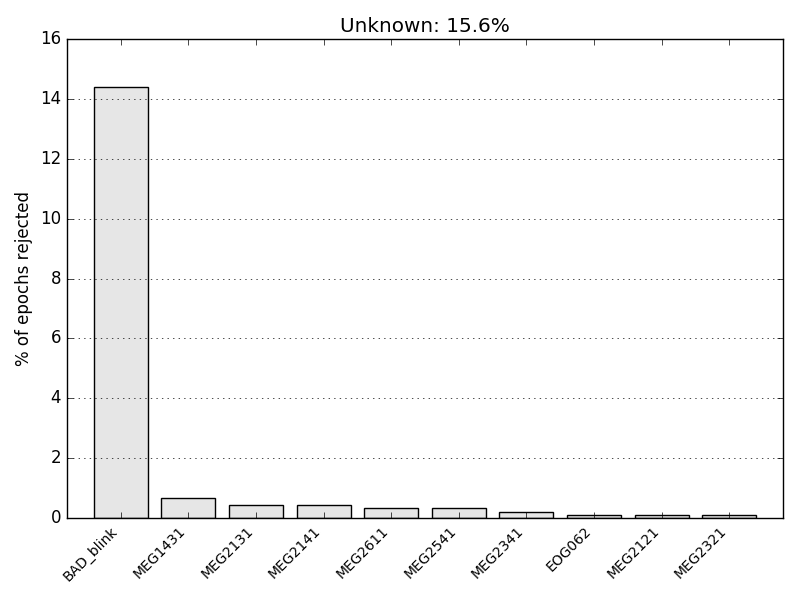 Unknown: 15.6%
% of epochs rejected
16
14
12
10
8
6
4
2
0
BAD_blink
MEG1431
MEG2131
MEG2141
MEG2611
MEG2541
MEG2341
EOG062
MEG2121
MEG2321